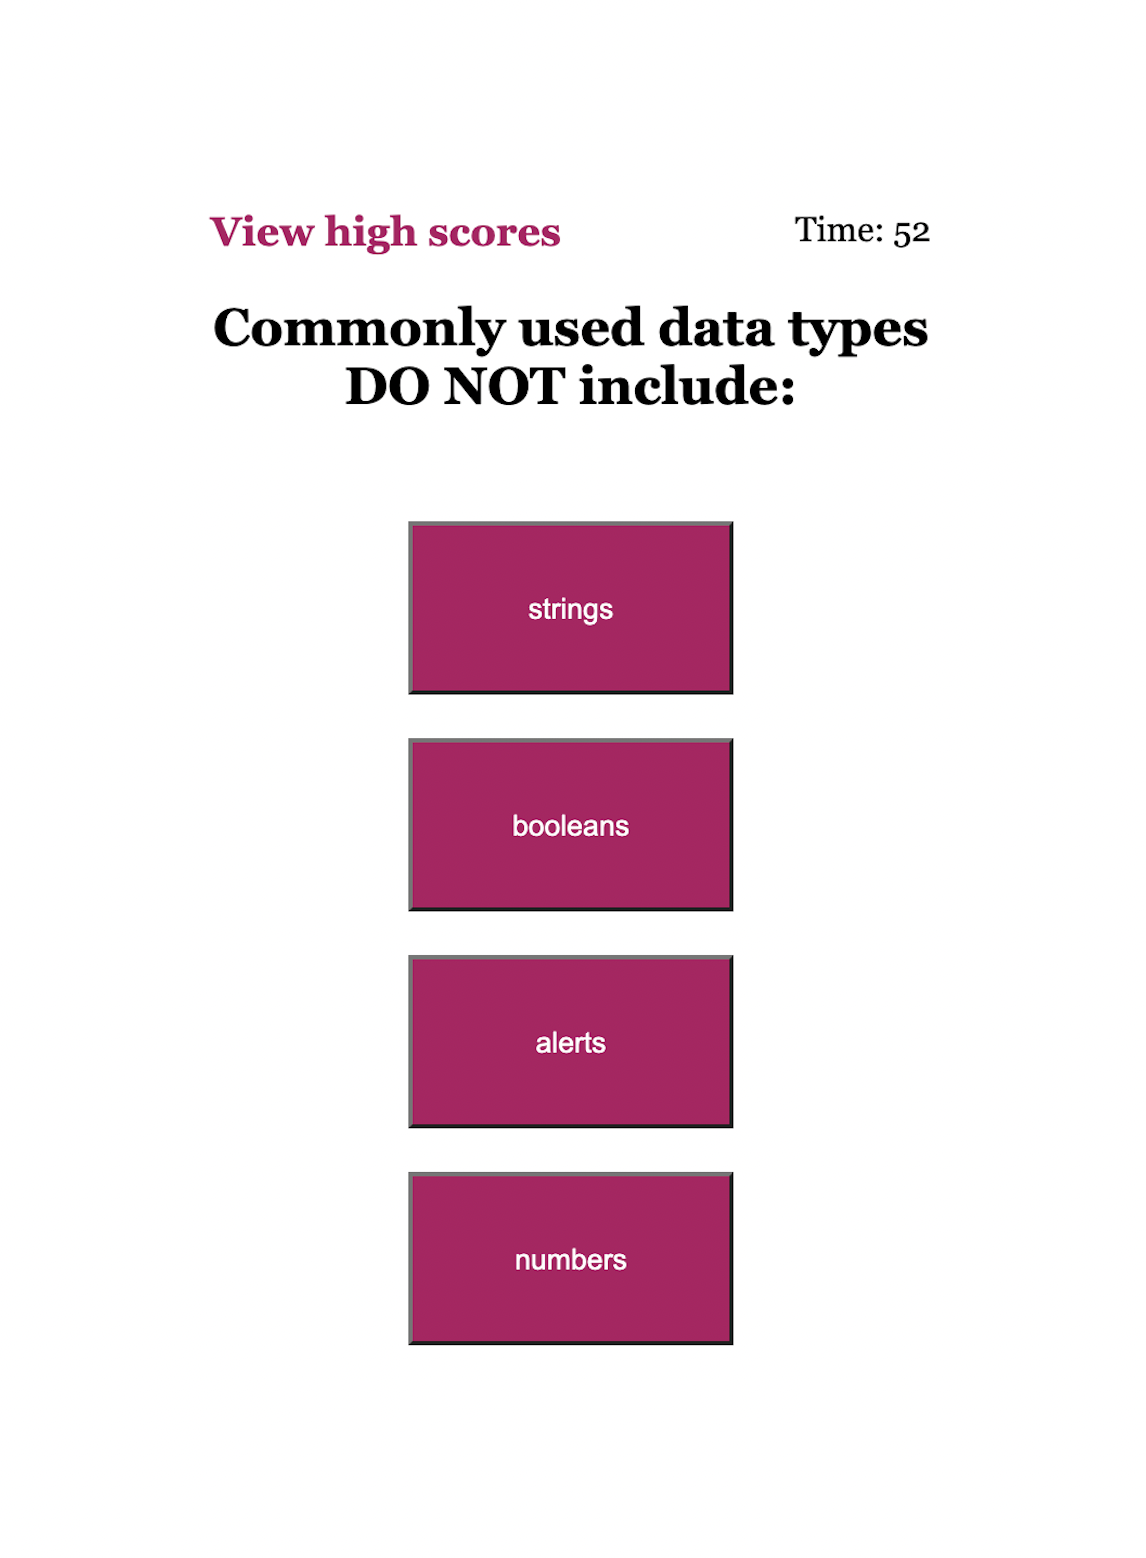 View high scores
Time: 52
Commonly used data types
DO NOT include:
strings
booleans
alerts
numbers